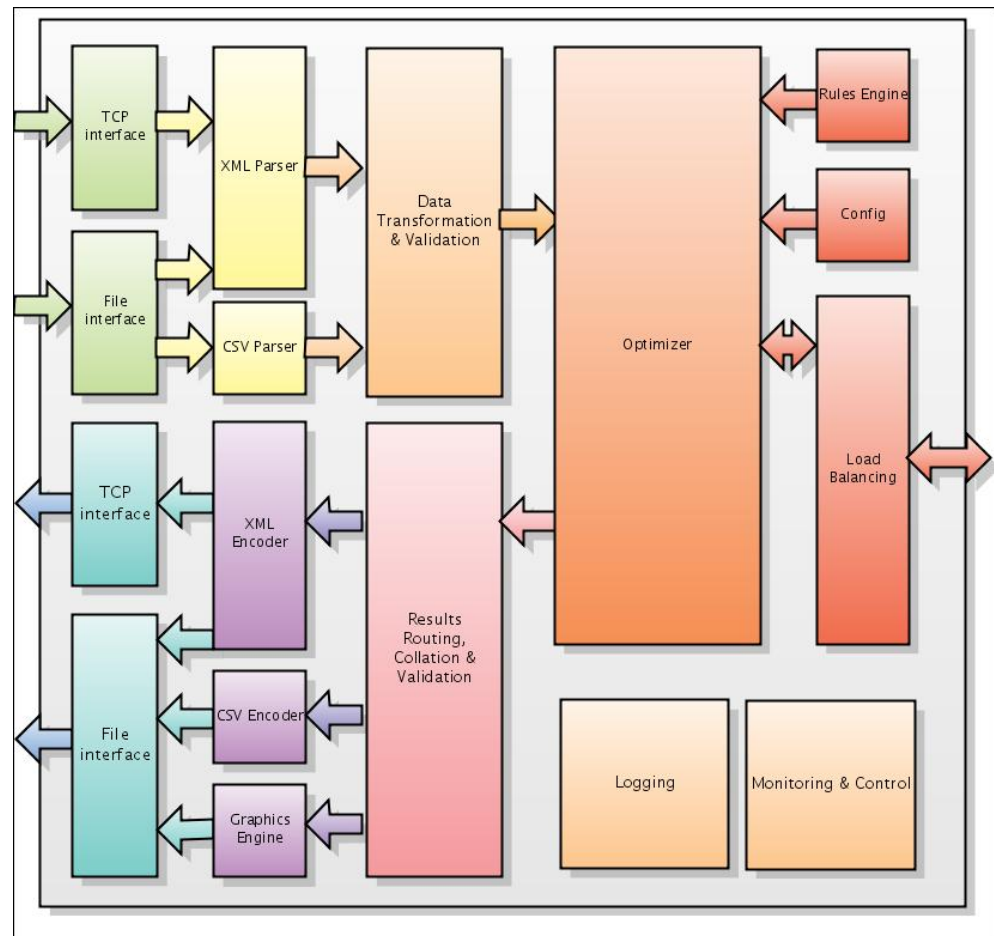 TCP
interface
XML Parser
File
interface
CSV Parser
Data
Transformation
& Validation
Optimizer
Rules Engine
Config
Load
Balancing
TCP
interface
XML
Encoder
File
interface
CSV Encoder
Graphics
Engine
Results
Routing,
Collation &
Validation
Logging
Monitoring & Control